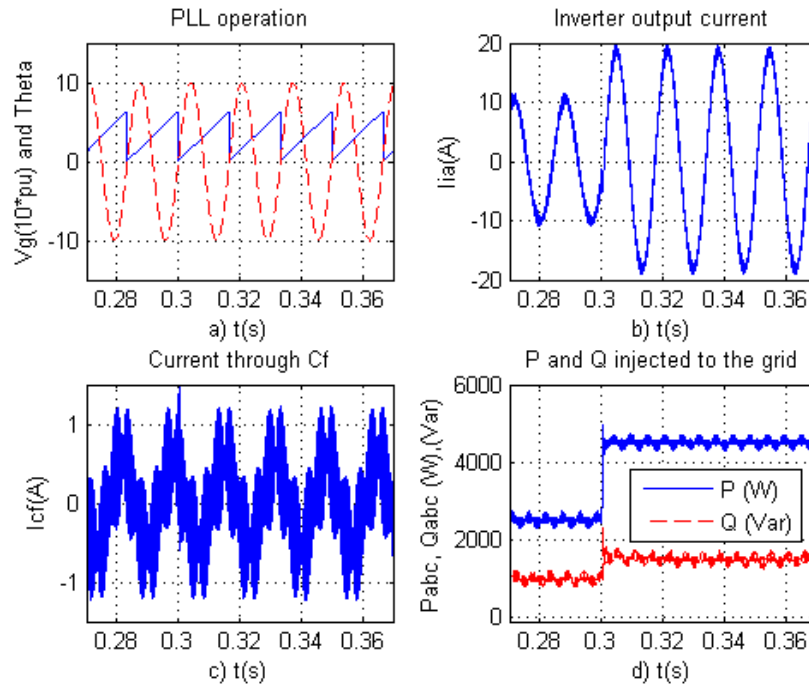 PLL operation
Vg(10*pu) and Theta
10
0
-10
0.28 0.3 0.32 0.34 0.36
a) t(s)
Inverter output current
Iia(A)
20
10
0
-10
-20
0.28 0.3 0.32 0.34 0.36
b) t(s)
Current through Cf
Icf(A)
1
0
-1
0.28 0.3 0.32 0.34 0.36
c) t(s)
P and Q injected to the grid
Pabc, Qabc (W),(Var)
6000
4000
2000
0
P (W)
Q (Var)
0.28 0.3 0.32 0.34 0.36
d) t(s)